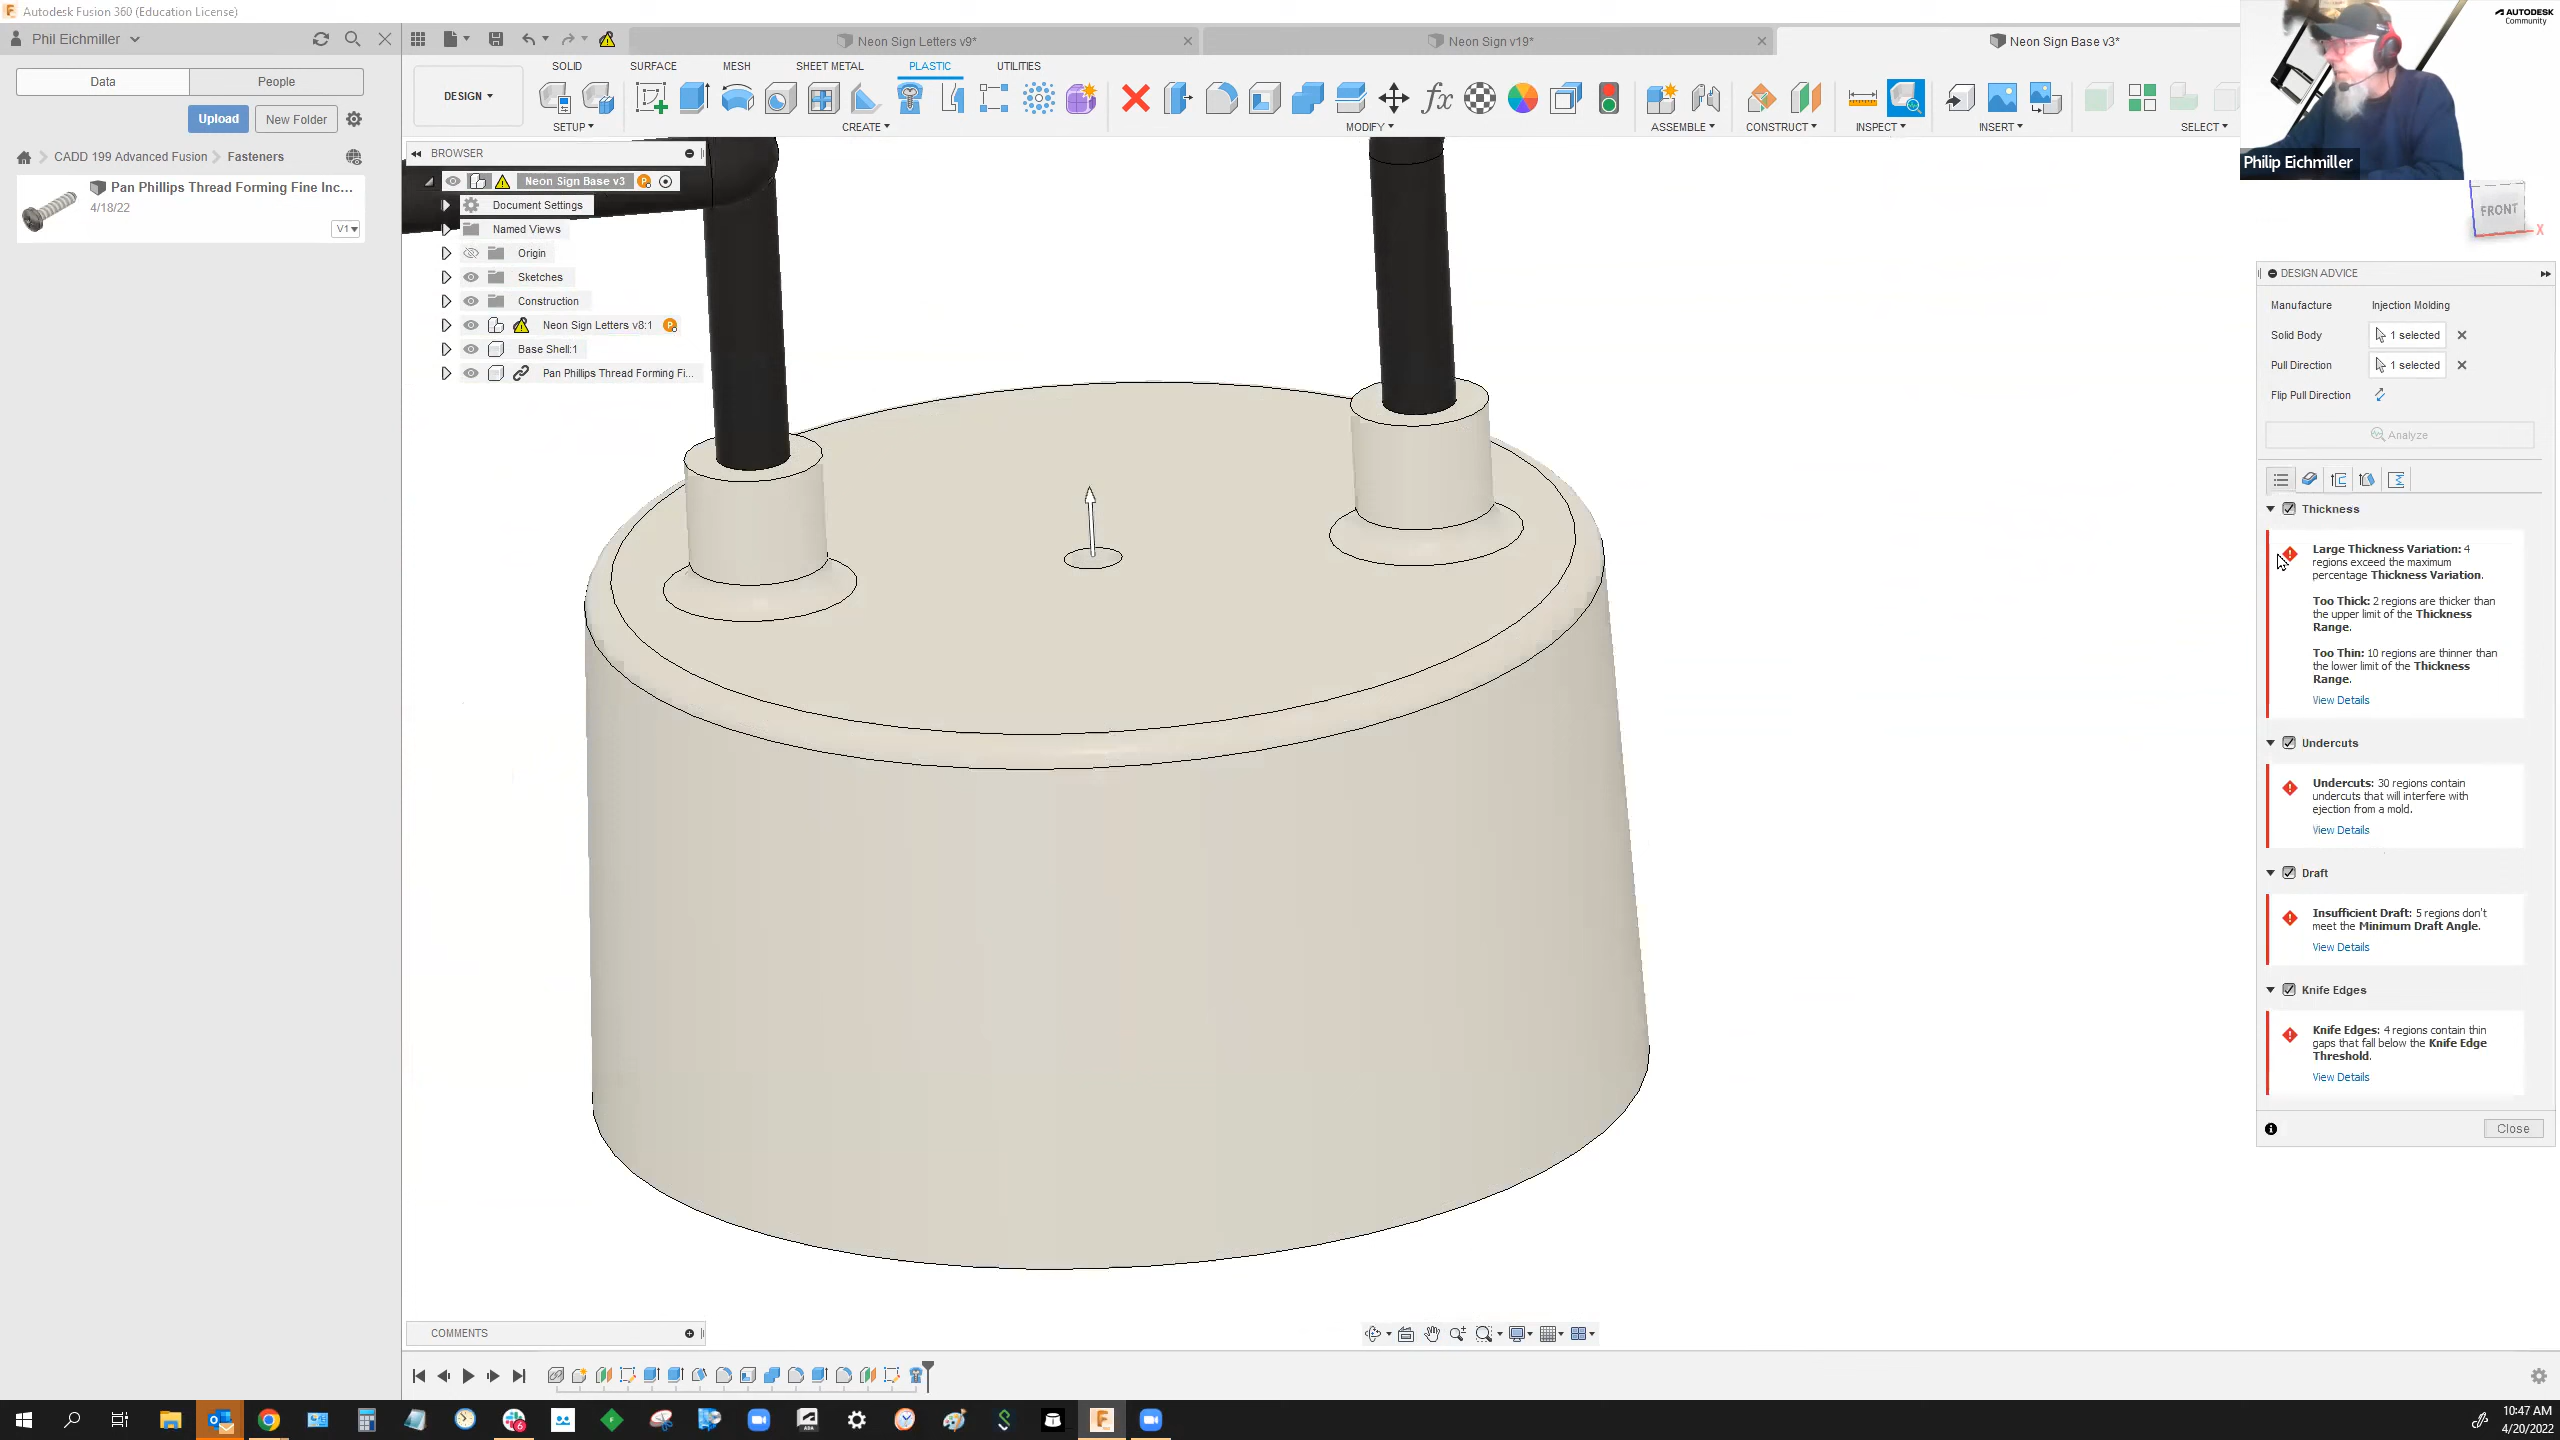 Autodesk Fusion 360 (Education License)
Phil Eichmiller
Neon Sign Letters v9*
Neon Sign v19*
Neon Sign Base v3*
AUTODESK
Community
Philip Eichmiller
Data
People
Upload
New Folder
CADD 199 Advanced Fusion
Fasteners
Pan Phillips Thread Forming Fine Inc...
4/18/22
V1
DESIGN
SOLID
SURFACE
MESH
SHEET METAL
PLASTIC
UTILITIES
SETUP
CREATE
MODIFY
ASSEMBLE
CONSTRUCT
INSPECT
INSERT
SELECT
BROWSER
Neon Sign Base v3
Document Settings
Named Views
Origin
Sketches
Construction
Neon Sign Letters v8:1
Base Shell:1
Pan Phillips Thread Forming Fi...
FRONT
X
DESIGN ADVICE
Manufacture Injection Molding
Solid Body 1 selected
Pull Direction 1 selected
Flip Pull Direction
Analyze
Thickness
Large Thickness Variation: 4
regions exceed the maximum
percentage Thickness Variation.
Too Thick: 2 regions are thicker than
the upper limit of the Thickness
Range.
Too Thin: 10 regions are thinner than
the lower limit of the Thickness
Range.
View Details
Undercuts
Undercuts: 30 regions contain
undercuts that will interfere with
ejection from a mold.
View Details
Draft
Insufficient Draft: 5 regions don't
meet the Minimum Draft Angle.
View Details
Knife Edges
Knife Edges: 4 regions contain thin
gaps that fall below the Knife Edge
Threshold.
View Details
Close
COMMENTS
10:47 AM
4/20/2022